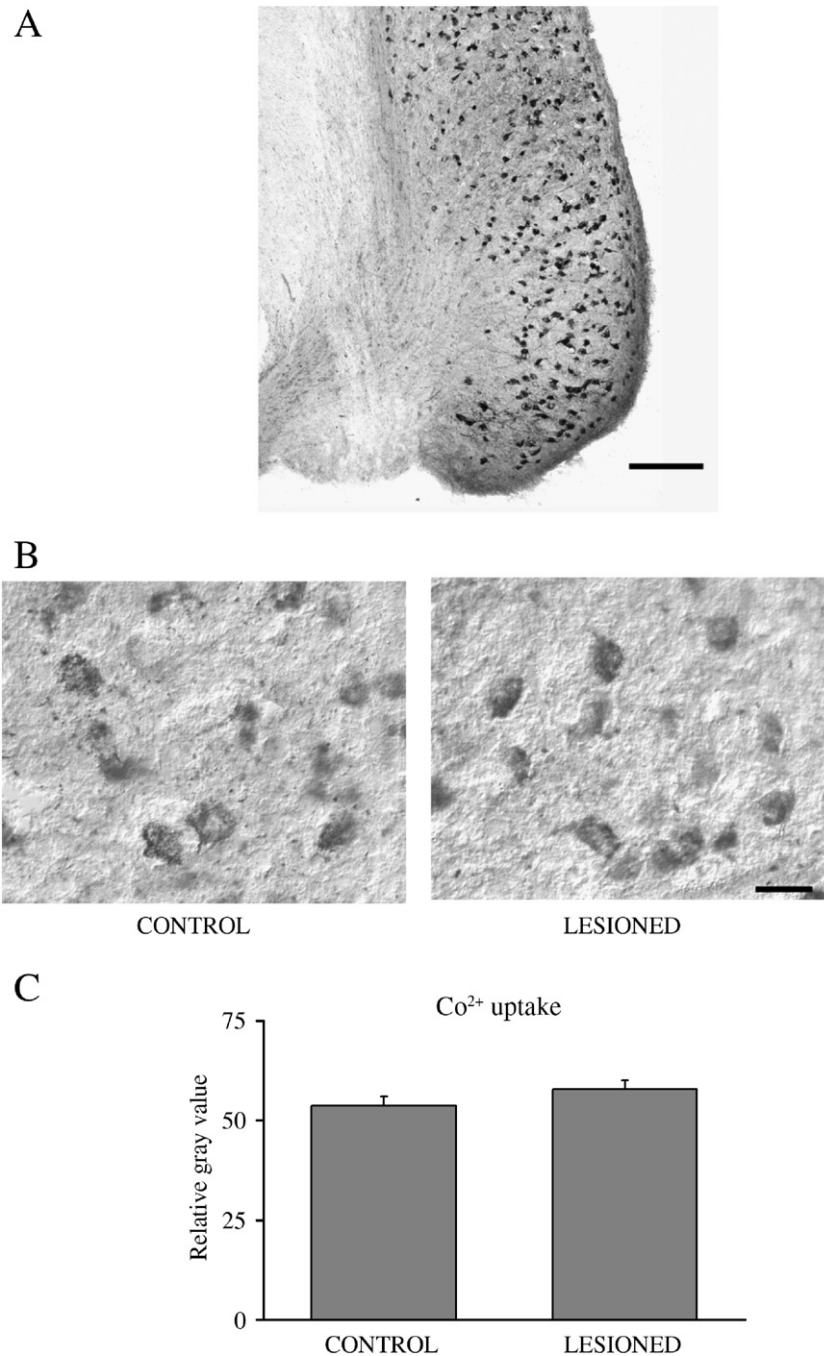 A
B
CONTROL LESIONED
C
Co²⁺ uptake
75
50
25
0
Relative gray value
CONTROL LESIONED